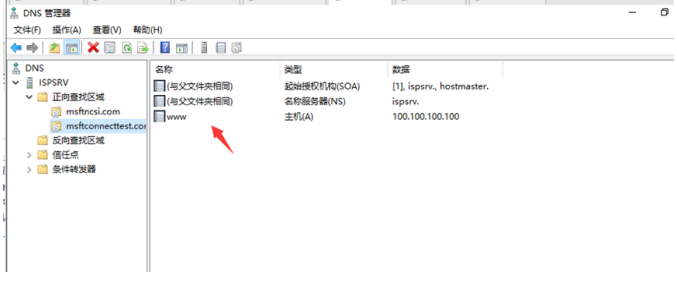 DNS 管理器
文件(F) 操作(A) 查看(V) 帮助(H)
DNS
ISPSRV
正向查找区域
msftncsi.com
msftconnecttest.cor
反向查找区域
信任点
条件转发器
名称 类型 数据
(与父文件夹相同) 起始授权机构(SOA) [1], ispsrv., hostmaster.
(与父文件夹相同) 名称服务器(NS) ispsrv.
www 主机(A) 100.100.100.100